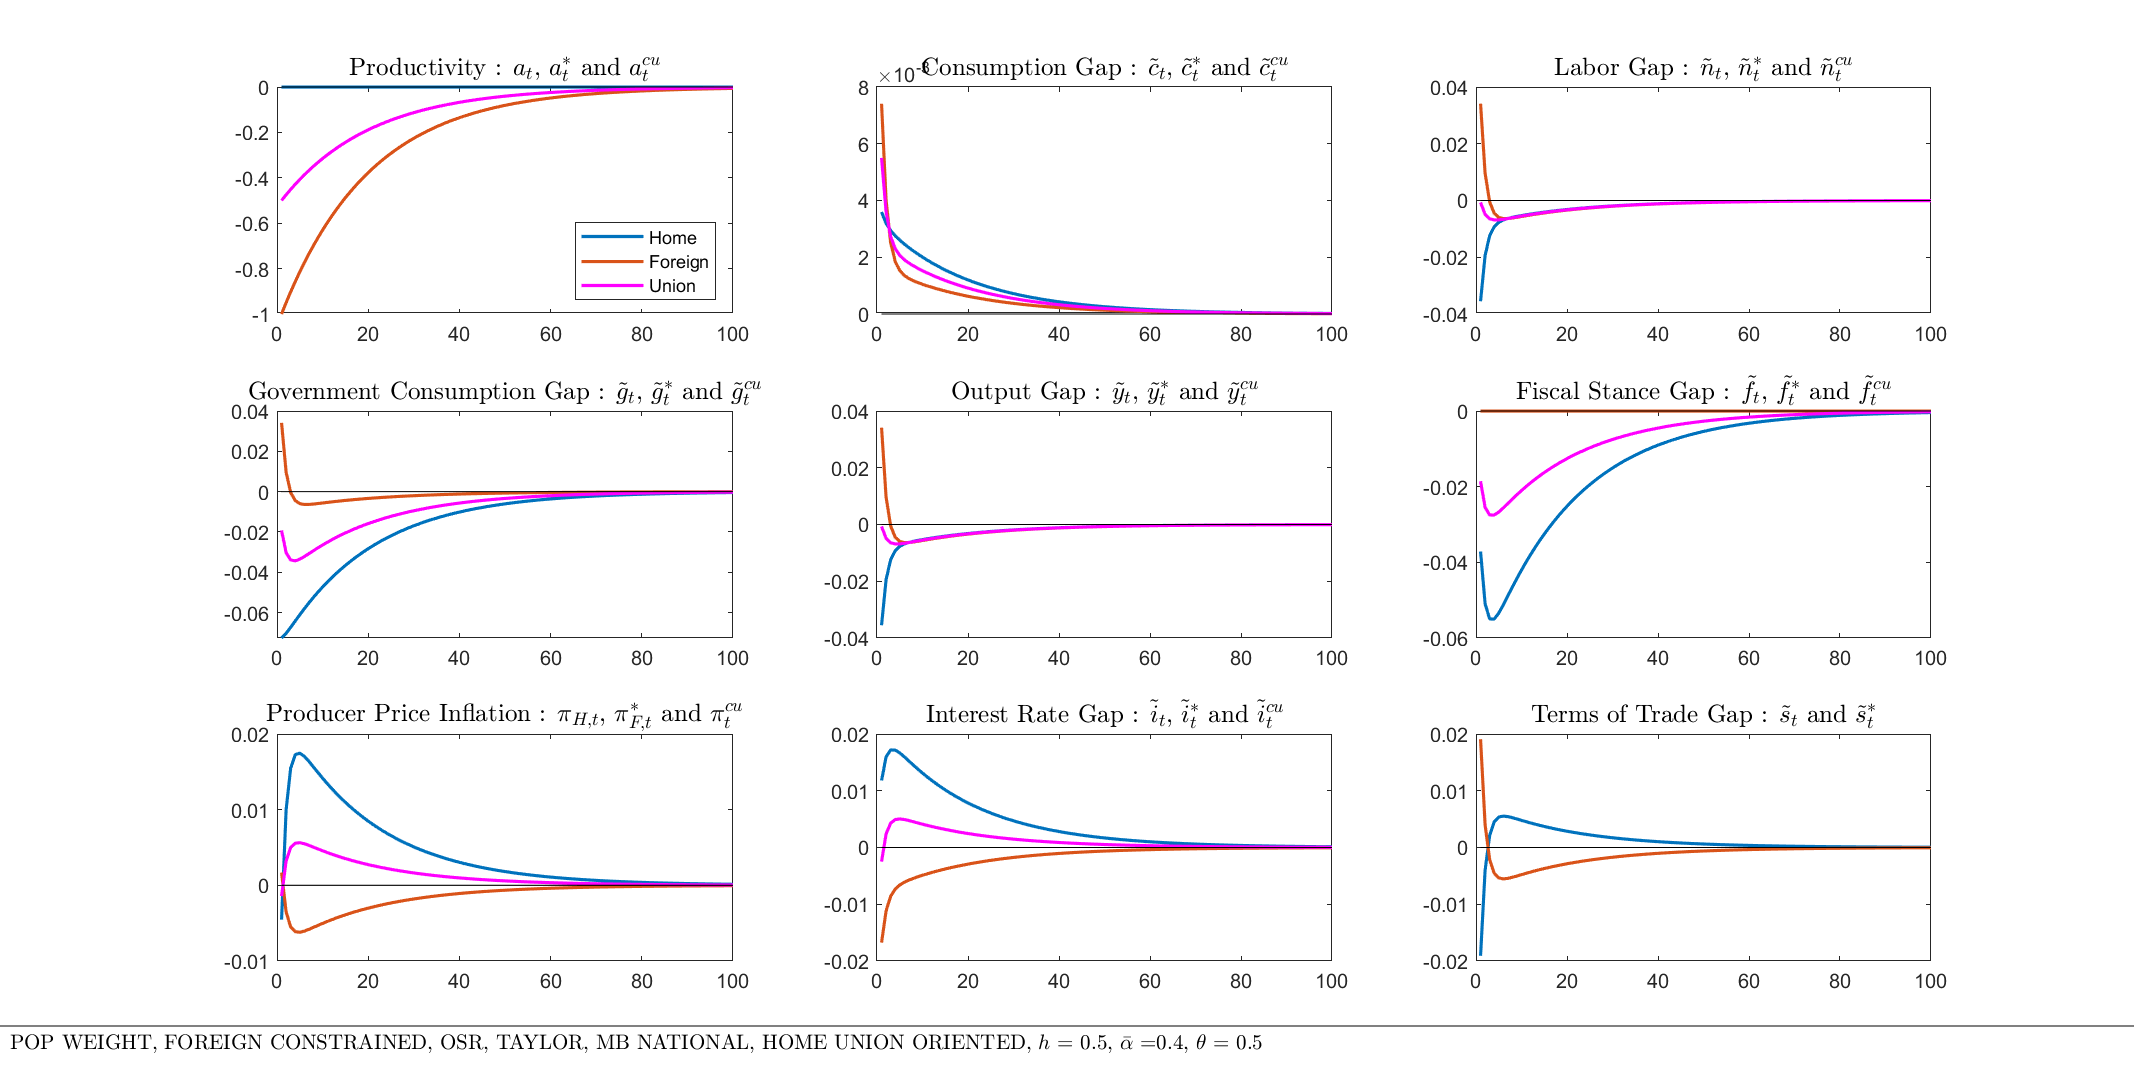 Productivity : a_t, a_t^* and a_t^{cu}
0
-0.2
-0.4
-0.6
-0.8
-1
0 20 40 60 80 100
Home
Foreign
Union
×10^{-3}
Consumption Gap : c̃_t, c̃_t^* and c̃_t^{cu}
8
6
4
2
0
0 20 40 60 80 100
Labor Gap : ñ_t, ñ_t^* and ñ_t^{cu}
0.04
0.02
0
-0.02
-0.04
0 20 40 60 80 100
Government Consumption Gap : g̃_t, g̃_t^* and g̃_t^{cu}
0.04
0.02
0
-0.02
-0.04
-0.06
0 20 40 60 80 100
Output Gap : ỹ_t, ỹ_t^* and ỹ_t^{cu}
0.04
0.02
0
-0.02
-0.04
0 20 40 60 80 100
Fiscal Stance Gap : f̃_t, f̃_t^* and f̃_t^{cu}
0
-0.02
-0.04
-0.06
0 20 40 60 80 100
Producer Price Inflation : π_{H,t}, π_{F,t}^* and π_t^{cu}
0.02
0.01
0
-0.01
0 20 40 60 80 100
Interest Rate Gap : ĩ_t, ĩ_t^* and ĩ_t^{cu}
0.02
0.01
0
-0.01
-0.02
0 20 40 60 80 100
Terms of Trade Gap : s̃_t and s̃_t^*
0.02
0.01
0
-0.01
-0.02
0 20 40 60 80 100
POP WEIGHT, FOREIGN CONSTRAINED, OSR, TAYLOR, MB NATIONAL, HOME UNION ORIENTED, h = 0.5, ᾱ =0.4, θ = 0.5